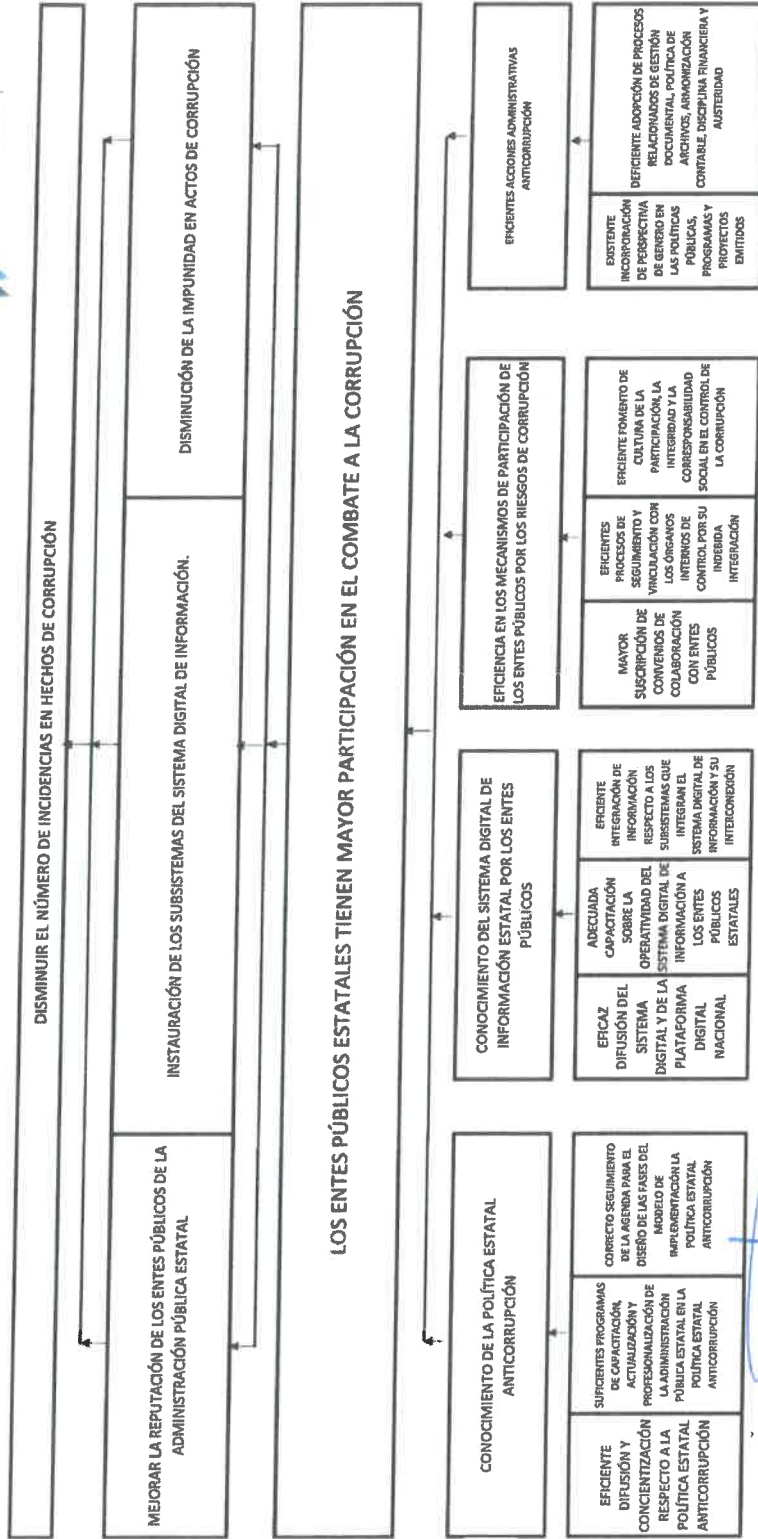 DISMINUIR EL NÚMERO DE INCIDENCIAS EN HECHOS DE CORRUPCIÓN
MEJORAR LA REPUTACIÓN DE LOS ENTES PÚBLICOS DE LA
ADMINISTRACIÓN PÚBLICA ESTATAL
INSTAURACIÓN DE LOS SUBSISTEMAS DEL SISTEMA DIGITAL DE INFORMACIÓN.
DISMINUCIÓN DE LA IMPUNIDAD EN ACTOS DE CORRUPCIÓN
LOS ENTES PÚBLICOS ESTATALES TIENEN MAYOR PARTICIPACIÓN EN EL COMBATE A LA CORRUPCIÓN
CONOCIMIENTO DE LA POLÍTICA ESTATAL
ANTICORRUPCIÓN
CONOCIMIENTO DEL SISTEMA DIGITAL DE
INFORMACIÓN ESTATAL POR LOS ENTES
PÚBLICOS
EFICIENCIA EN LOS MECANISMOS DE PARTICIPACIÓN DE
LOS ENTES PÚBLICOS POR LOS RIESGOS DE CORRUPCIÓN
EFICIENTES ACCIONES ADMINISTRATIVAS
ANTICORRUPCIÓN
EFICIENTE
DIFUSIÓN Y
CONCIENTIZACIÓN
RESPECTO A LA
POLÍTICA ESTATAL
ANTICORRUPCIÓN
SUFICIENTES PROGRAMAS
DE CAPACITACIÓN,
ACTUALIZACIÓN Y
PROFESIONALIZACIÓN DE
LA ADIMINISTRACIÓN
PÚBLICA ESTATAL EN LA
POLÍTICA ESTATAL
ANTICORRUPCIÓN
CORRECTO SEGUIMIENTO
DE LA AGENDA PARA EL
DISEÑO DE LAS FASES DEL
MODELO DE
IMPLEMENTACIÓN LA
POLÍTICA ESTATAL
ANTICORRUPCIÓN
EFICAZ
DIFUSIÓN DEL
SISTEMA
DIGITAL Y DE LA
PLATAFORMA
DIGITAL
NACIONAL
ADECUADA
CAPACITACIÓN
SOBRE LA
OPERATIVIDAD DEL
SISTEMA DIGITAL DE
INFORMACIÓN A
LOS ENTES
PÚBLICOS
ESTATALES
EFICIENTE
INTEGRACIÓN DE
INFORMACIÓN
RESPECTO A LOS
SUBSISTEMAS QUE
INTEGRAN EL
SISTEMA DIGITAL DE
INFORMACIÓN Y SU
INTERCONEXIÓN
MAYOR
SUSCRIPCIÓN DE
CONVENIOS DE
COLABORACIÓN
CON ENTES
PÚBLICOS
EFICIENTES
PROCESOS DE
SEGUIMIENTO Y
VINCULACIÓN CON
LOS ÓRGANOS
INTERNOS DE
CONTROL POR SU
INDEBIDA
INTEGRACIÓN
EFICIENTE FOMENTO DE
CULTURA DE LA
PARTICIPACIÓN, LA
INTEGRIDAD Y LA
CORRESPONSABILIDAD
SOCIAL EN EL CONTROL DE
LA CORRUPCIÓN
EXISTENTE
INCORPORACIÓN
DE PERSPECTIVA
DE GENERO EN
LAS POLÍTICAS
PÚBLICAS,
PROGRAMAS Y
PROYECTOS
EMITIDOS
DEFICIENTE ADOPCIÓN DE PROCESOS
RELACIONADOS DE GESTIÓN
DOCUMENTAL, POLÍTICA DE
ARCHIVOS, ARMONIZACIÓN
CONTABLE, DISCIPLINA FINANCIERA Y
AUSTERIDAD